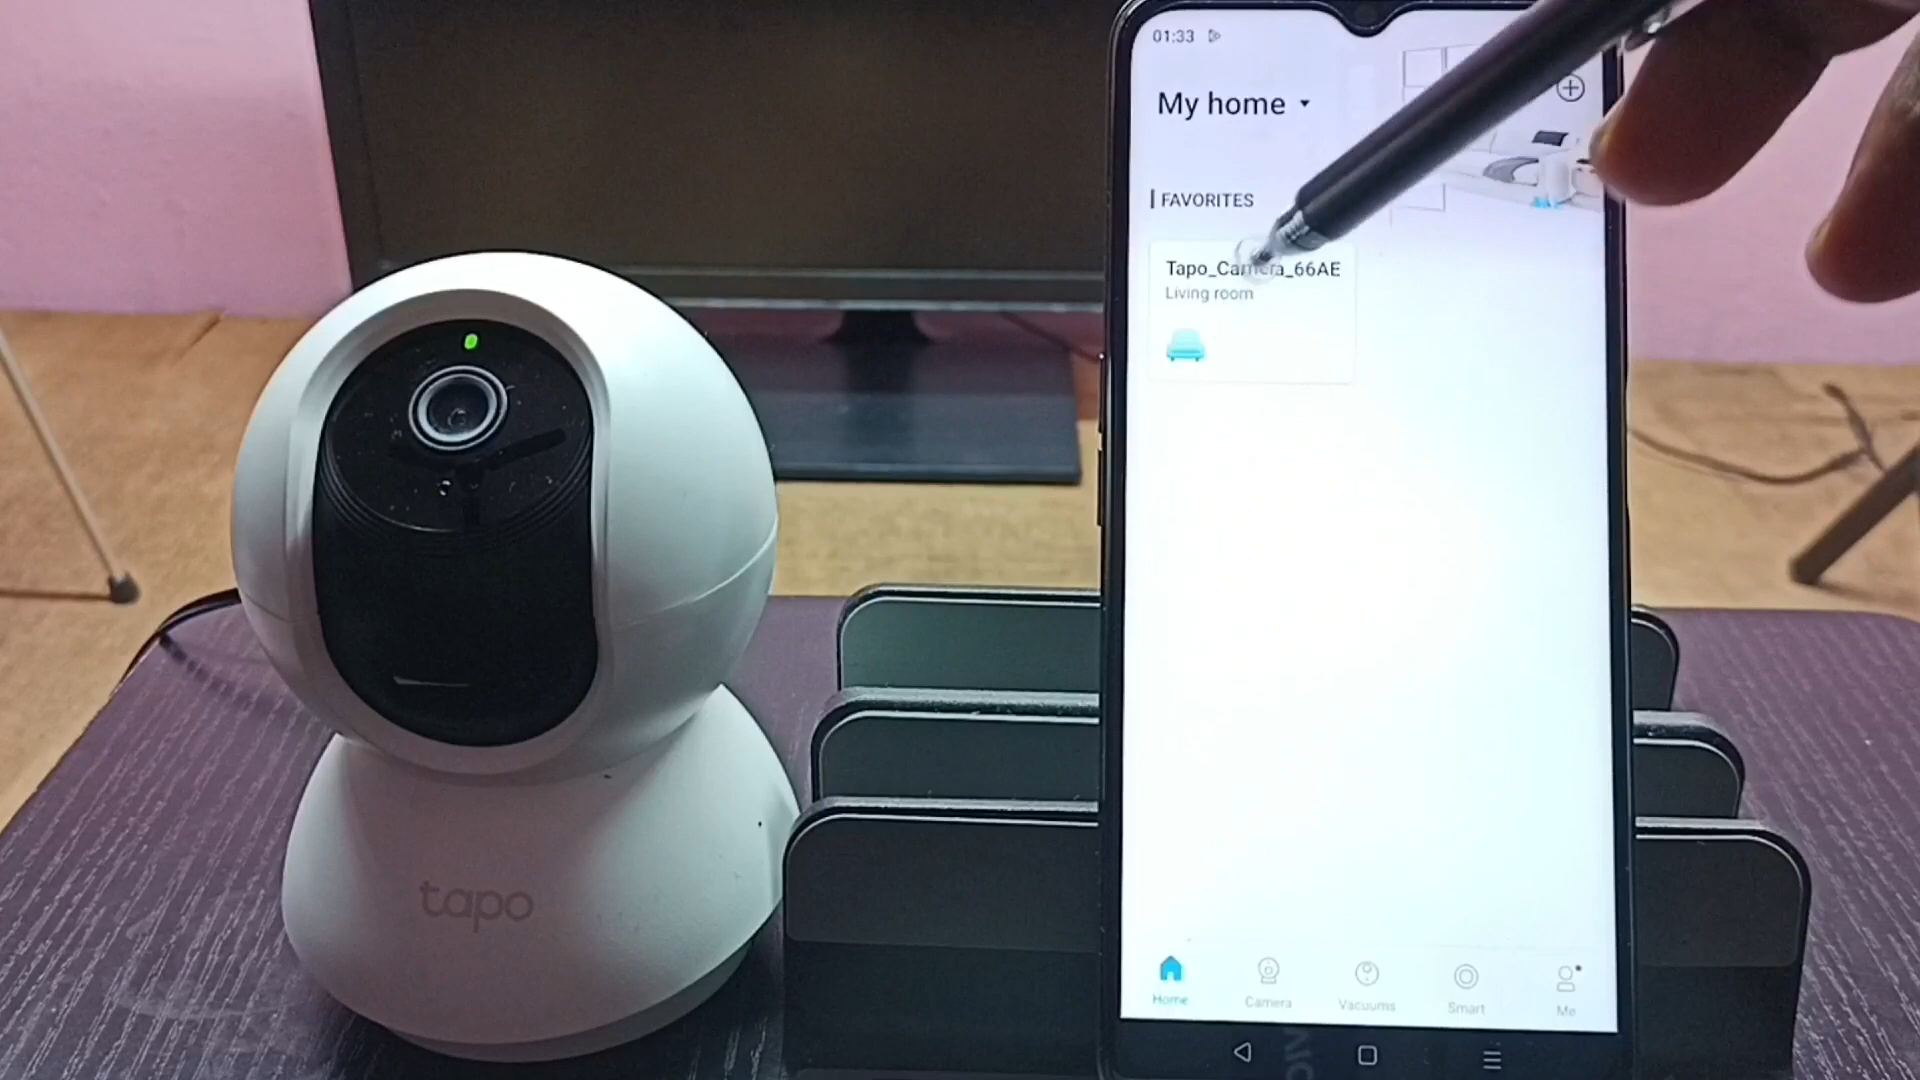 01:33
My home
FAVORITES
Tapo_Camera_66AE
Living room
Home
Camera
Vacuums
Smart
Me
tapo